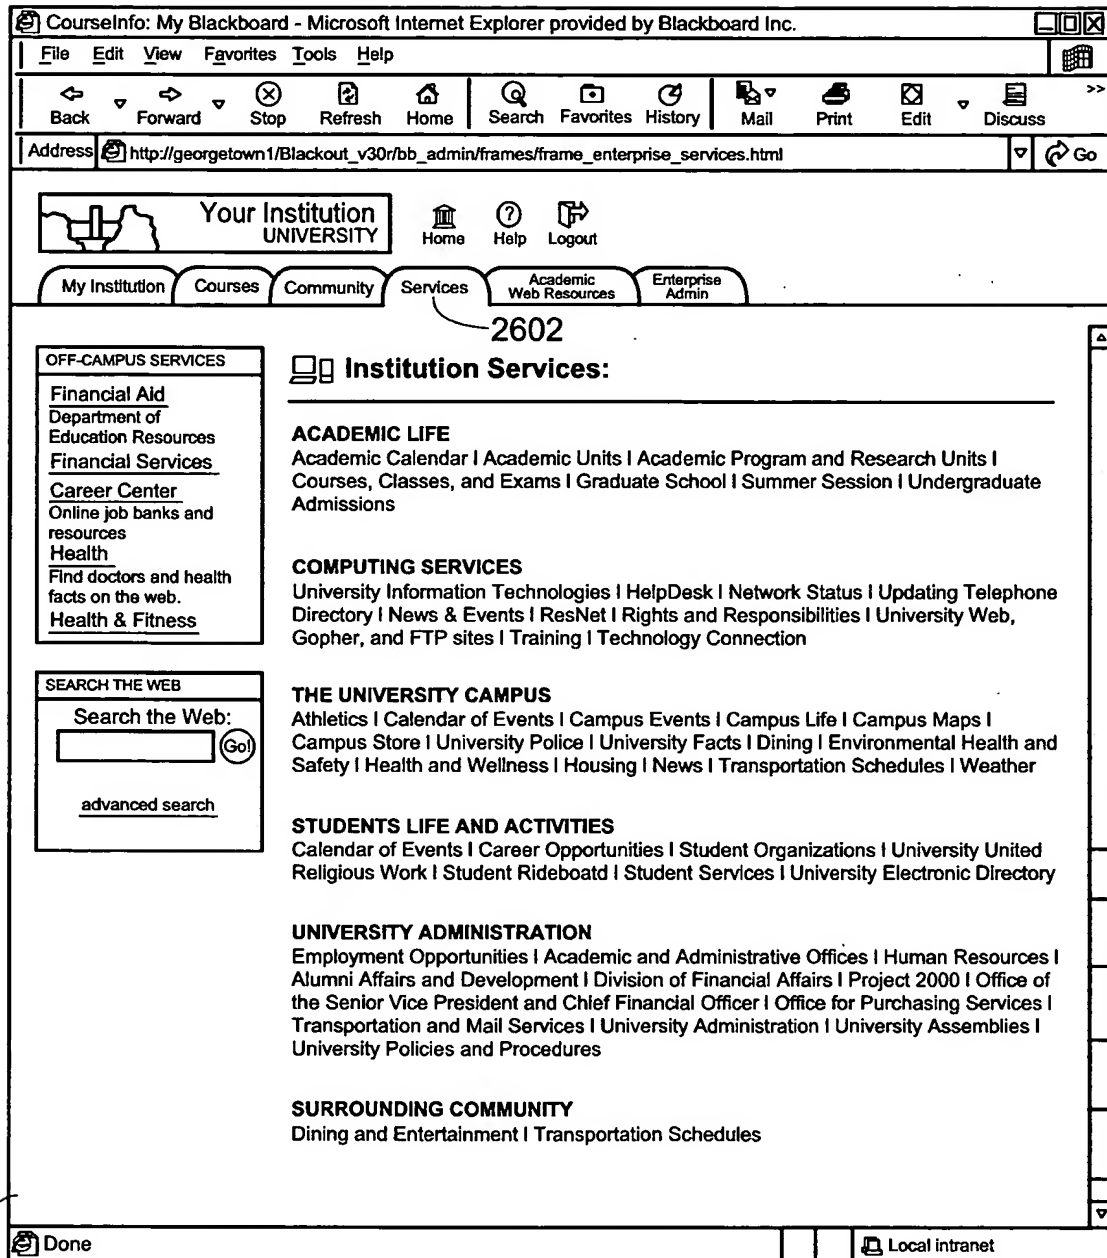 CourseInfo: My Blackboard - Microsoft Internet Explorer provided by Blackboard Inc.
File Edit View Favorites Tools Help
Back Forward Stop Refresh Home Search Favorites History Mail Print Edit Discuss >>
Address http://georgetown1/Blackout_v30r/bb_admin/frames/frame_enterprise_services.html Go
Your Institution
UNIVERSITY
Home Help Logout
My Institution Courses Community Services Academic Web Resources Enterprise Admin
2602
OFF-CAMPUS SERVICES
Financial Aid
Department of
Education Resources
Financial Services
Career Center
Online job banks and
resources
Health
Find doctors and health
facts on the web.
Health & Fitness
SEARCH THE WEB
Search the Web:
Go!
advanced search
Institution Services:
ACADEMIC LIFE
Academic Calendar I Academic Units I Academic Program and Research Units I
Courses, Classes, and Exams I Graduate School I Summer Session I Undergraduate
Admissions
COMPUTING SERVICES
University Information Technologies I HelpDesk I Network Status I Updating Telephone
Directory I News & Events I ResNet I Rights and Responsibilities I University Web,
Gopher, and FTP sites I Training I Technology Connection
THE UNIVERSITY CAMPUS
Athletics I Calendar of Events I Campus Events I Campus Life I Campus Maps I
Campus Store I University Police I University Facts I Dining I Environmental Health and
Safety I Health and Wellness I Housing I News I Transportation Schedules I Weather
STUDENTS LIFE AND ACTIVITIES
Calendar of Events I Career Opportunities I Student Organizations I University United
Religious Work I Student Rideboatd I Student Services I University Electronic Directory
UNIVERSITY ADMINISTRATION
Employment Opportunities I Academic and Administrative Offices I Human Resources I
Alumni Affairs and Development I Division of Financial Affairs I Project 2000 I Office of
the Senior Vice President and Chief Financial Officer I Office for Purchasing Services I
Transportation and Mail Services I University Administration I University Assemblies I
University Policies and Procedures
SURROUNDING COMMUNITY
Dining and Entertainment I Transportation Schedules
Done Local intranet